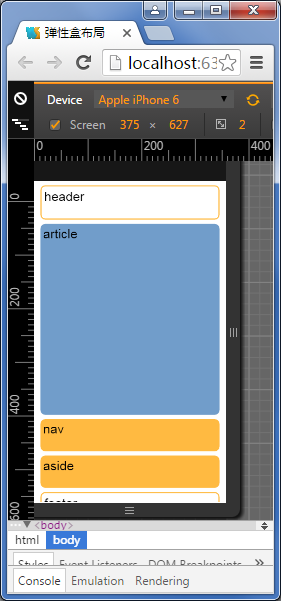 弹性盒布局
localhost:63
Device Apple iPhone 6
Screen 375 × 627 2
0 200 400
0
200
400
600
header
article
nav
aside
footer
<body>
html body
Styles Event Listeners DOM Breakpoints
Console Emulation Rendering